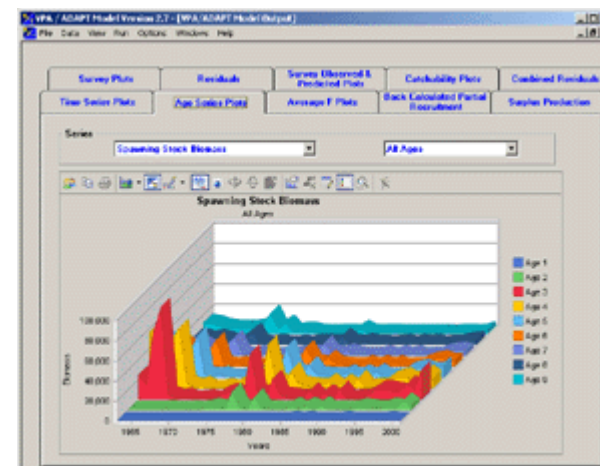 VPA / ADAPT Model Version 2.7 - [VPA/ADAPT Model Output]
File Data View Run Options Windows Help
Survey Plots Residuals Survey Observed & Predicted Plots Catchability Plots Combined Residuals
Time Series Plots Age Series Plots Average F Plots Back Calculated Partial Recruitment Surplus Production
Series
Spawning Stock Biomass All Ages
Spawning Stock Biomass
All Ages
100,000
80,000
60,000
40,000
20,000
0
Biomass
1965 1970 1975 1980 1985 1990 1995 2000
Years
Age 1
Age 2
Age 3
Age 4
Age 5
Age 6
Age 7
Age 8
Age 9